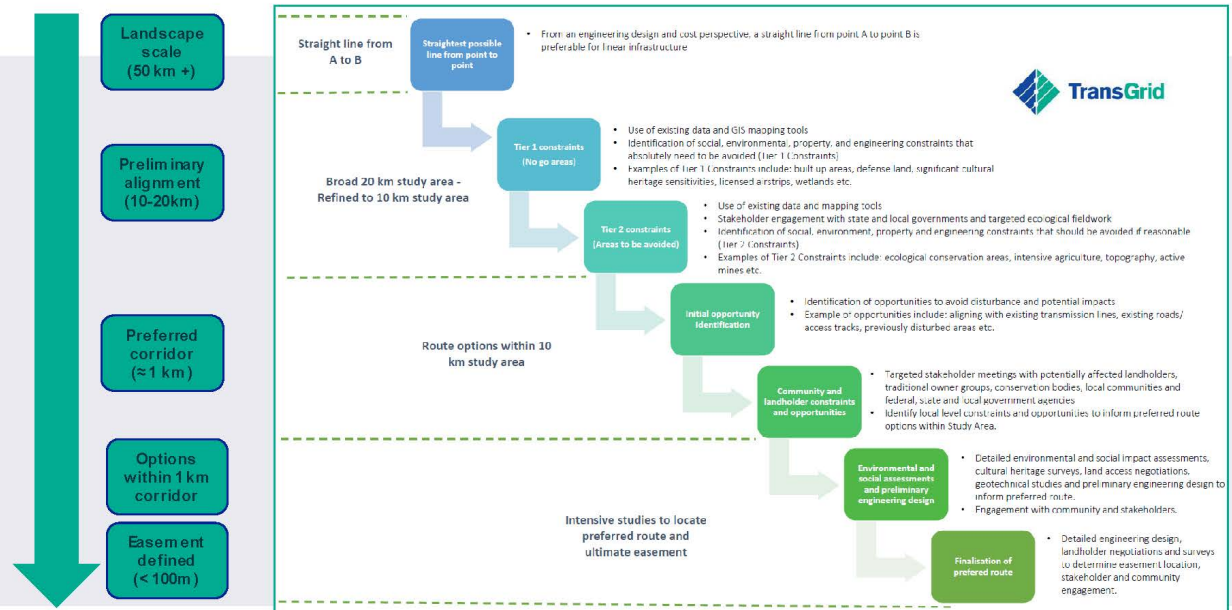 Landscape
scale
(50 km +)
Preliminary
alignment
(10-20km)
Preferred
corridor
(≈ 1 km)
Options
within 1 km
corridor
Easement
defined
(< 100m)
Straight line from
A to B
Straightest possible
line from point to
point
• From an engineering design and cost perspective, a straight line from point A to point B is
preferable for linear infrastructure
TransGrid
Broad 20 km study area -
Refined to 10 km study area
Tier 1 constraints
(No go areas)
• Use of existing data and GIS mapping tools
• Identification of social, environmental, property, and engineering constraints that
absolutely need to be avoided (Tier 1 Constraints)
• Examples of Tier 1 Constraints include: built up areas, defense land, significant cultural
heritage sensitivities, licensed airstrips, wetlands etc.
Tier 2 constraints
(Areas to be avoided)
• Use of existing data and mapping tools
• Stakeholder engagement with state and local governments and targeted ecological fieldwork
• Identification of social, environment, property and engineering constraints that should be avoided if reasonable
(Tier 2 Constraints)
• Examples of Tier 2 Constraints include: ecological conservation areas, intensive agriculture, topography, active
mines etc.
Route options within 10
km study area
Initial opportunity
identification
• Identification of opportunities to avoid disturbance and potential impacts
• Example of opportunities include: aligning with existing transmission lines, existing roads/
access tracks, previously disturbed areas etc.
Community and
landholder constraints
and opportunities
• Targeted stakeholder meetings with potentially affected landholders,
traditional owner groups, conservation bodies, local communities and
federal, state and local government agencies
• Identify local level constraints and opportunities to inform preferred route
options within Study Area.
Intensive studies to locate
preferred route and
ultimate easement
Environmental and
social assessments
and preliminary
engineering design
• Detailed environmental and social impact assessments,
cultural heritage surveys, land access negotiations,
geotechnical studies and preliminary engineering design to
inform preferred route.
• Engagement with community and stakeholders.
Finalisation of
prefered route
• Detailed engineering design,
landholder negotiations and surveys
to determine easement location,
stakeholder and community
engagement.